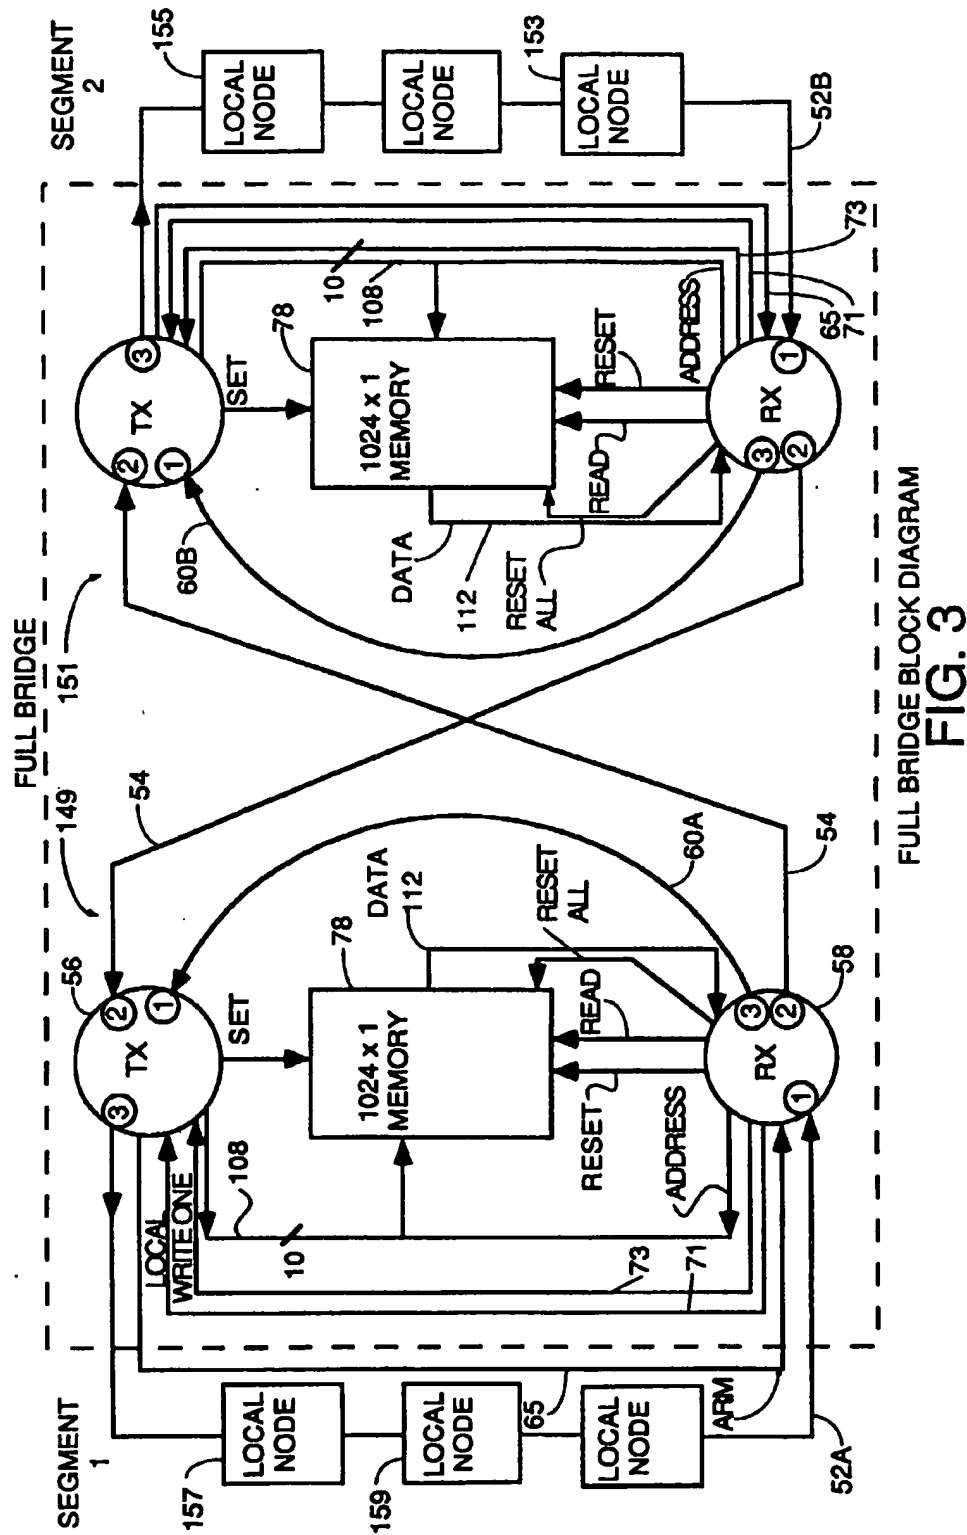 FULL BRIDGE
SEGMENT
1
SEGMENT
2
149
151
157
LOCAL
NODE
159
LOCAL
NODE
LOCAL
NODE
65
ARM
52A
56
TX
1
2
3
54
SET
LOCAL
WRITE ONE
108
10
78
1024 x 1
MEMORY
DATA
112
RESET
READ
RESET
ALL
ADDRESS
73
71
RX
1
2
3
58
60A
54
60B
TX
1
2
3
SET
78
10
108
1024 x 1
MEMORY
DATA
112
RESET
ALL
READ
RESET
ADDRESS
RX
1
2
3
65
71
73
155
LOCAL
NODE
LOCAL
NODE
153
LOCAL
NODE
52B
FULL BRIDGE BLOCK DIAGRAM
FIG. 3